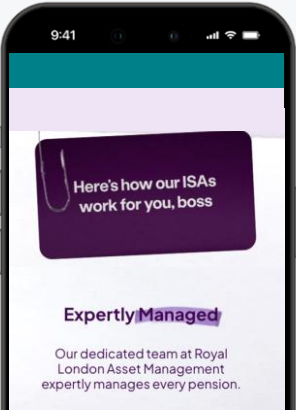 9:41
Here's how our ISAs
work for you, boss
Expertly Managed
Our dedicated team at Royal
London Asset Management
expertly manages every pension.